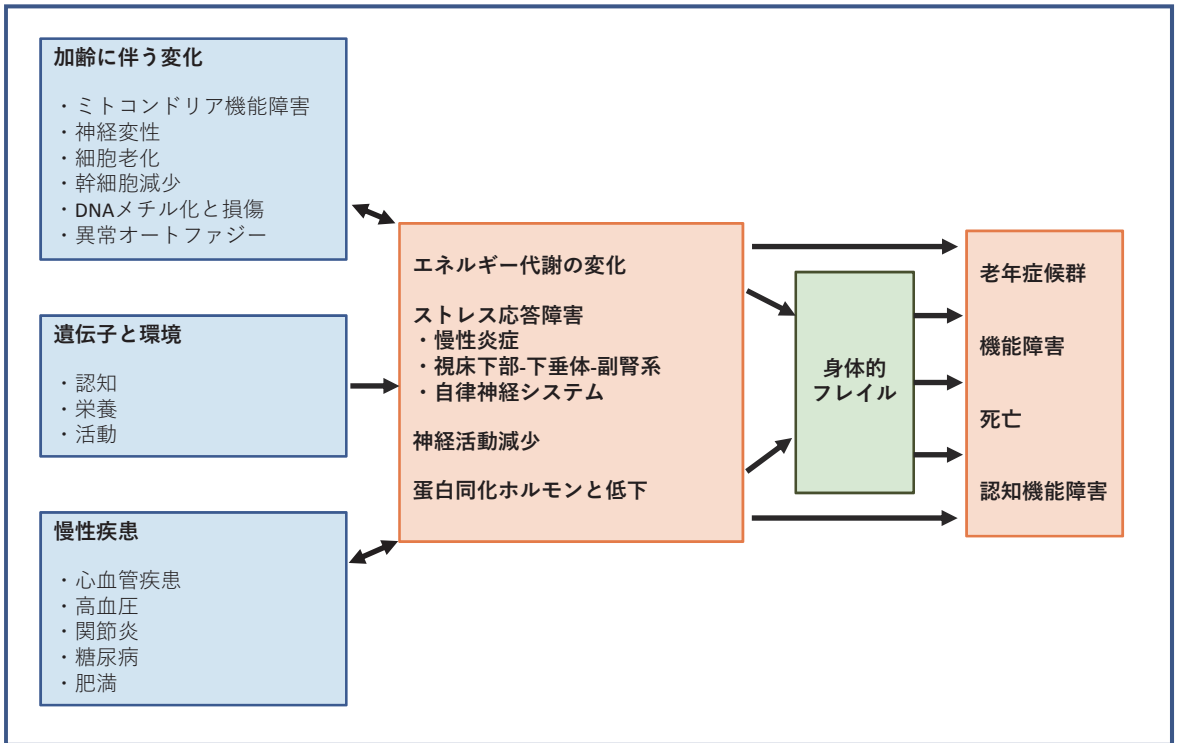 加齢に伴う変化
・ミトコンドリア機能障害
・神経変性
・細胞老化
・幹細胞減少
・DNAメチル化と損傷
・異常オートファジー
遺伝子と環境
・認知
・栄養
・活動
慢性疾患
・心血管疾患
・高血圧
・関節炎
・糖尿病
・肥満
エネルギー代謝の変化
ストレス応答障害
・慢性炎症
・視床下部-下垂体-副腎系
・自律神経システム
神経活動減少
蛋白同化ホルモンと低下
身体的
フレイル
老年症候群
機能障害
死亡
認知機能障害